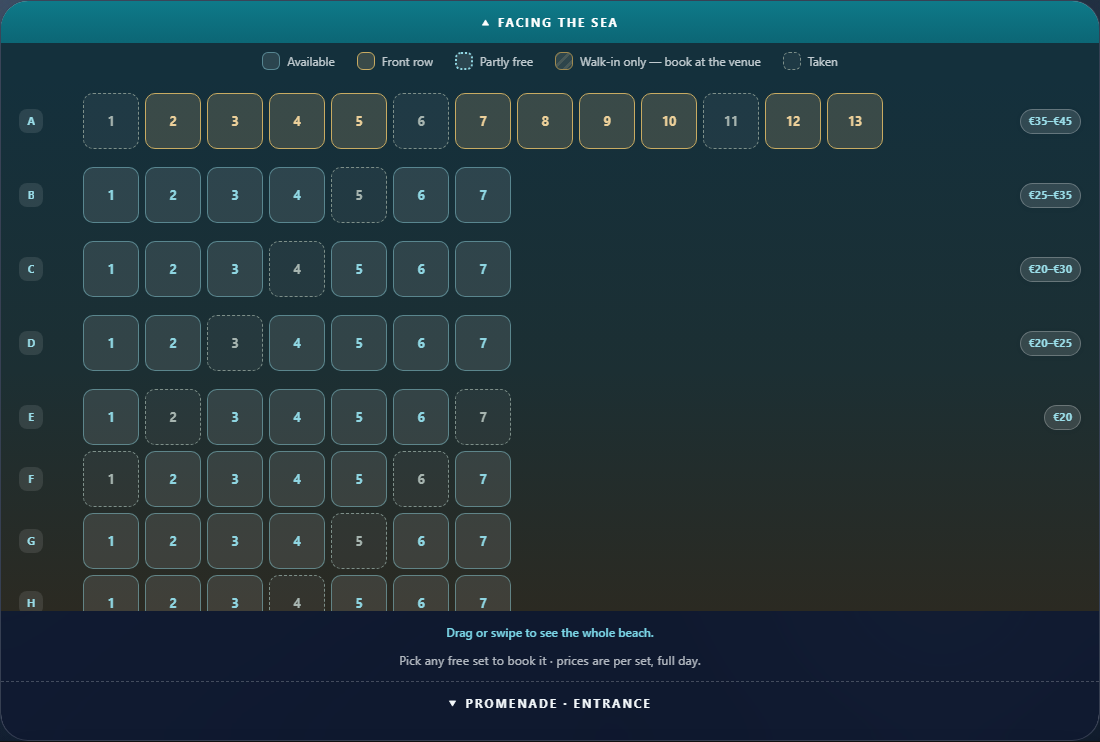 ▲ FACING THE SEA
Available Front row Partly free Walk-in only — book at the venue Taken
A 1 2 3 4 5 6 7 8 9 10 11 12 13 €35–€45
B 1 2 3 4 5 6 7 €25–€35
C 1 2 3 4 5 6 7 €20–€30
D 1 2 3 4 5 6 7 €20–€25
E 1 2 3 4 5 6 7 €20
F 1 2 3 4 5 6 7
G 1 2 3 4 5 6 7
H 1 2 3 4 5 6 7
Drag or swipe to see the whole beach.
Pick any free set to book it · prices are per set, full day.
▼ PROMENADE · ENTRANCE